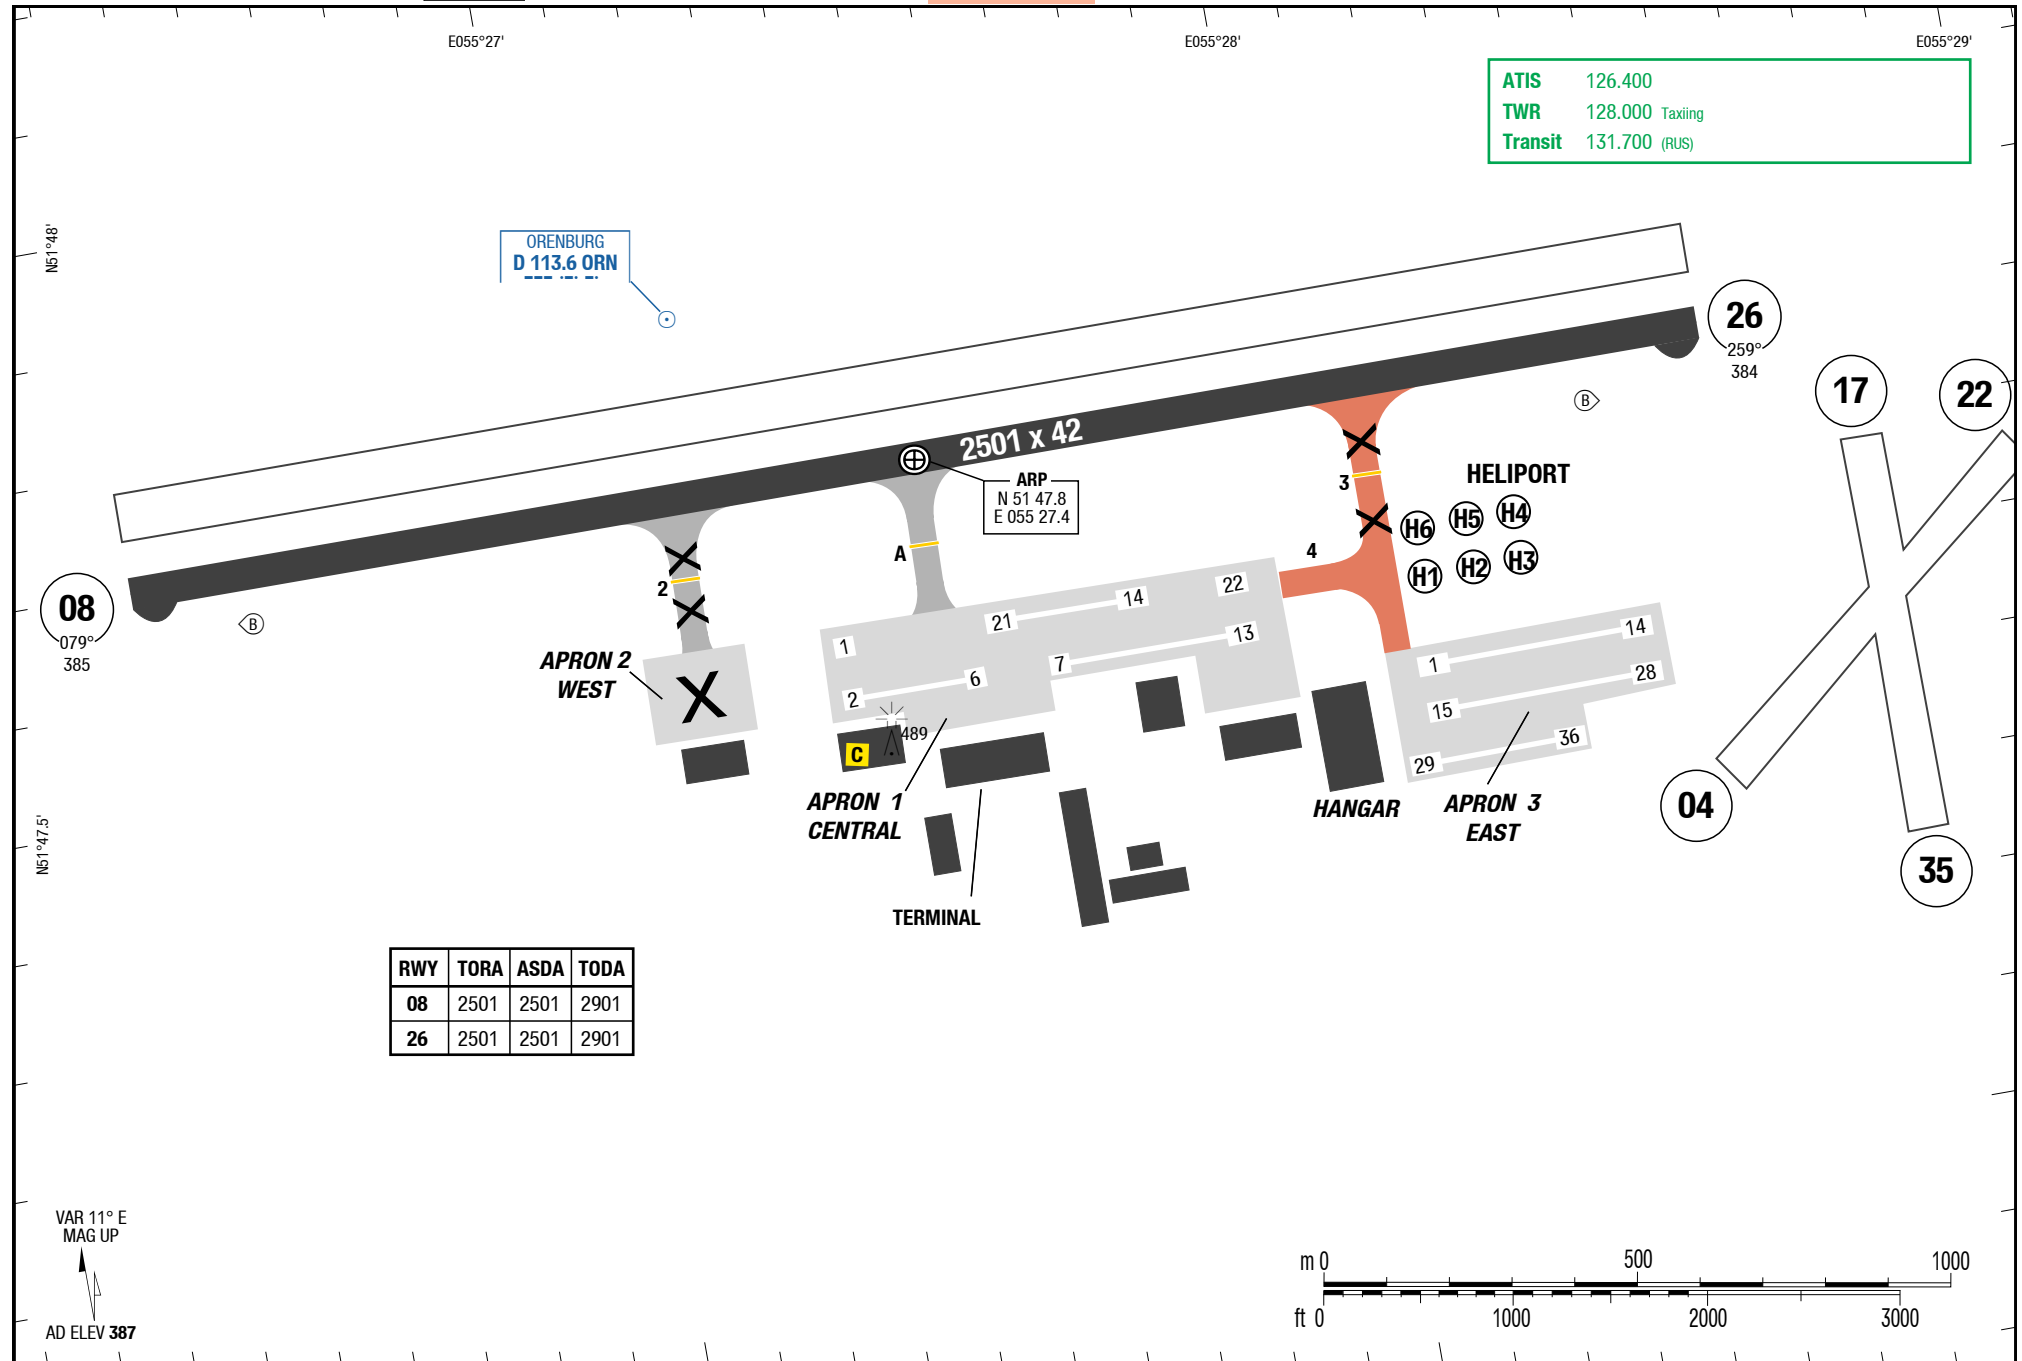 E055°27'
E055°28'
E055°29'
ATIS 126.400
TWR 128.000 Taxiing
Transit 131.700 (RUS)
N51°48'
ORENBURG
D 113.6 ORN
26
259°
384
17
22
2501 x 42
B
ARP
N 51 47.8
E 055 27.4
HELIPORT
3
H6
H5
H4
A
4
H1
H2
H3
2
08
079°
385
B
APRON 2
WEST
1
21
14
22
2
6
7
13
1
14
15
28
29
36
489
C
APRON 1
CENTRAL
HANGAR
APRON 3
EAST
04
35
N51°47.5'
TERMINAL
RWY TORA ASDA TODA
08 2501 2501 2901
26 2501 2501 2901
VAR 11° E
MAG UP
AD ELEV 387
m 0 500 1000
ft 0 1000 2000 3000